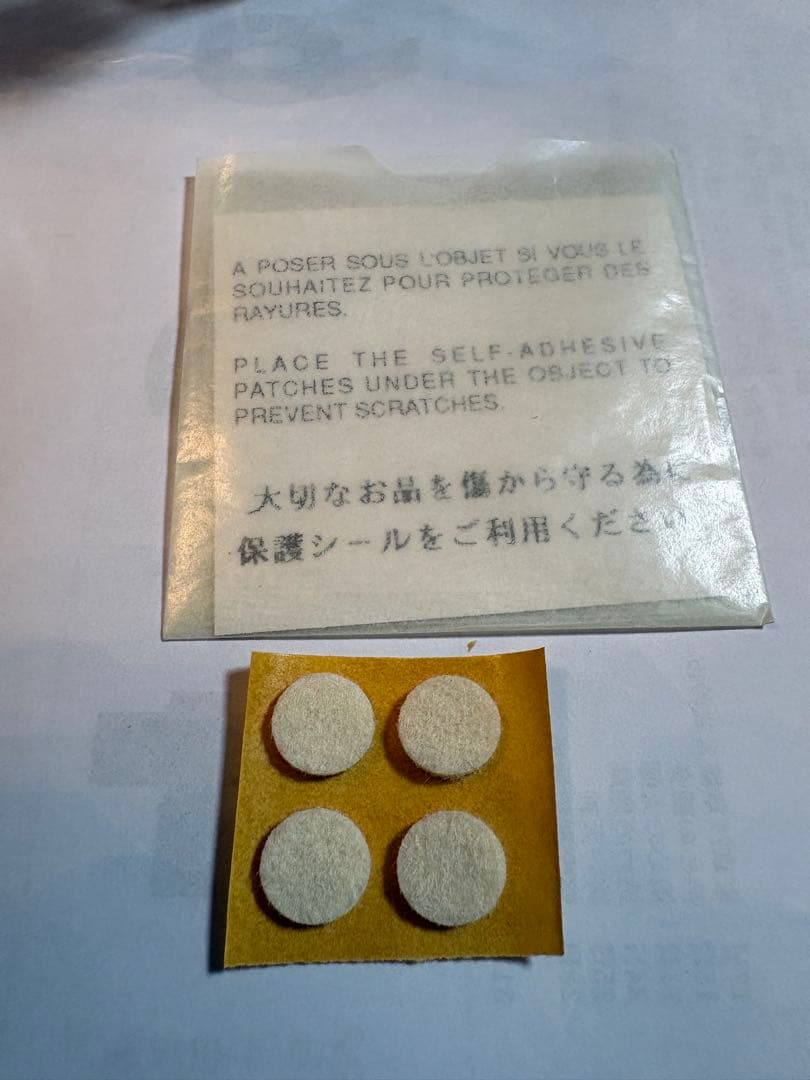 A POSER SOUS L'OBJET SI VOUS LE
SOUHAITEZ POUR PROTEGER DES
RAYURES.
PLACE THE SELF-ADHESIVE
PATCHES UNDER THE OBJECT TO
PREVENT SCRATCHES.
大切なお品を傷から守る為に
保護シールをご利用ください